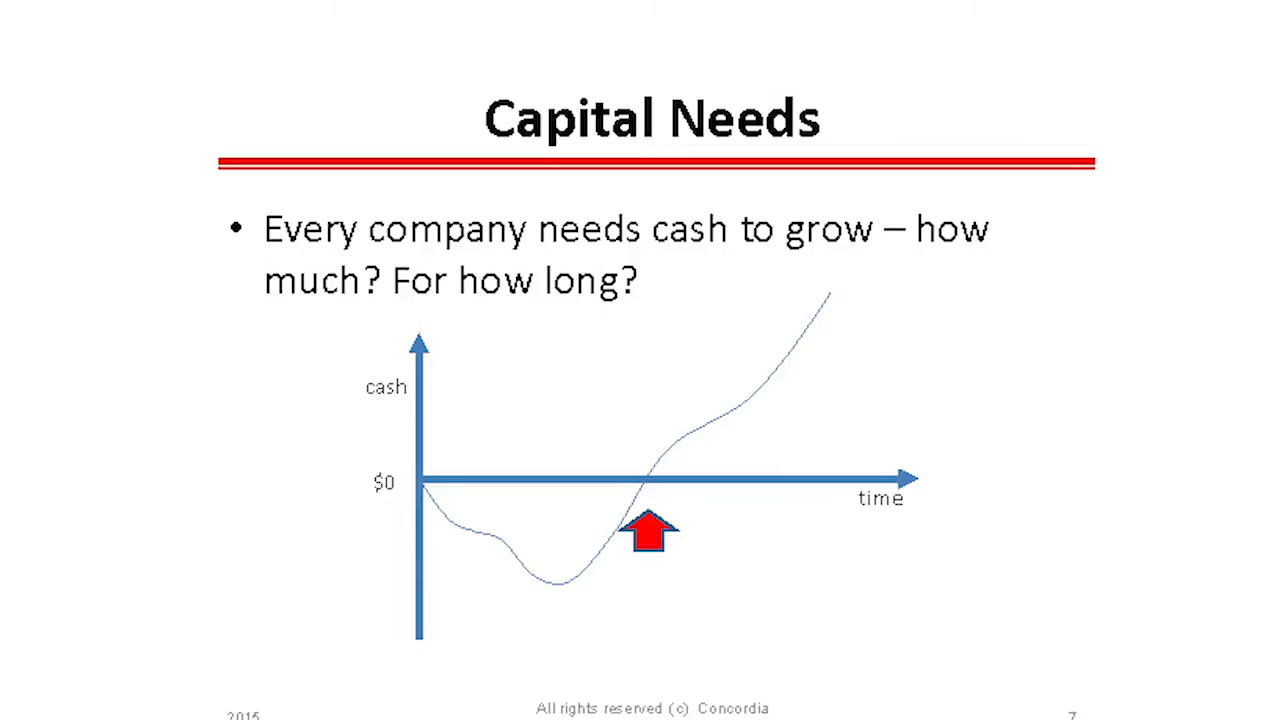 Capital Needs
• Every company needs cash to grow – how
much? For how long?
cash
$0
time
2015
All rights reserved (c) Concordia
7